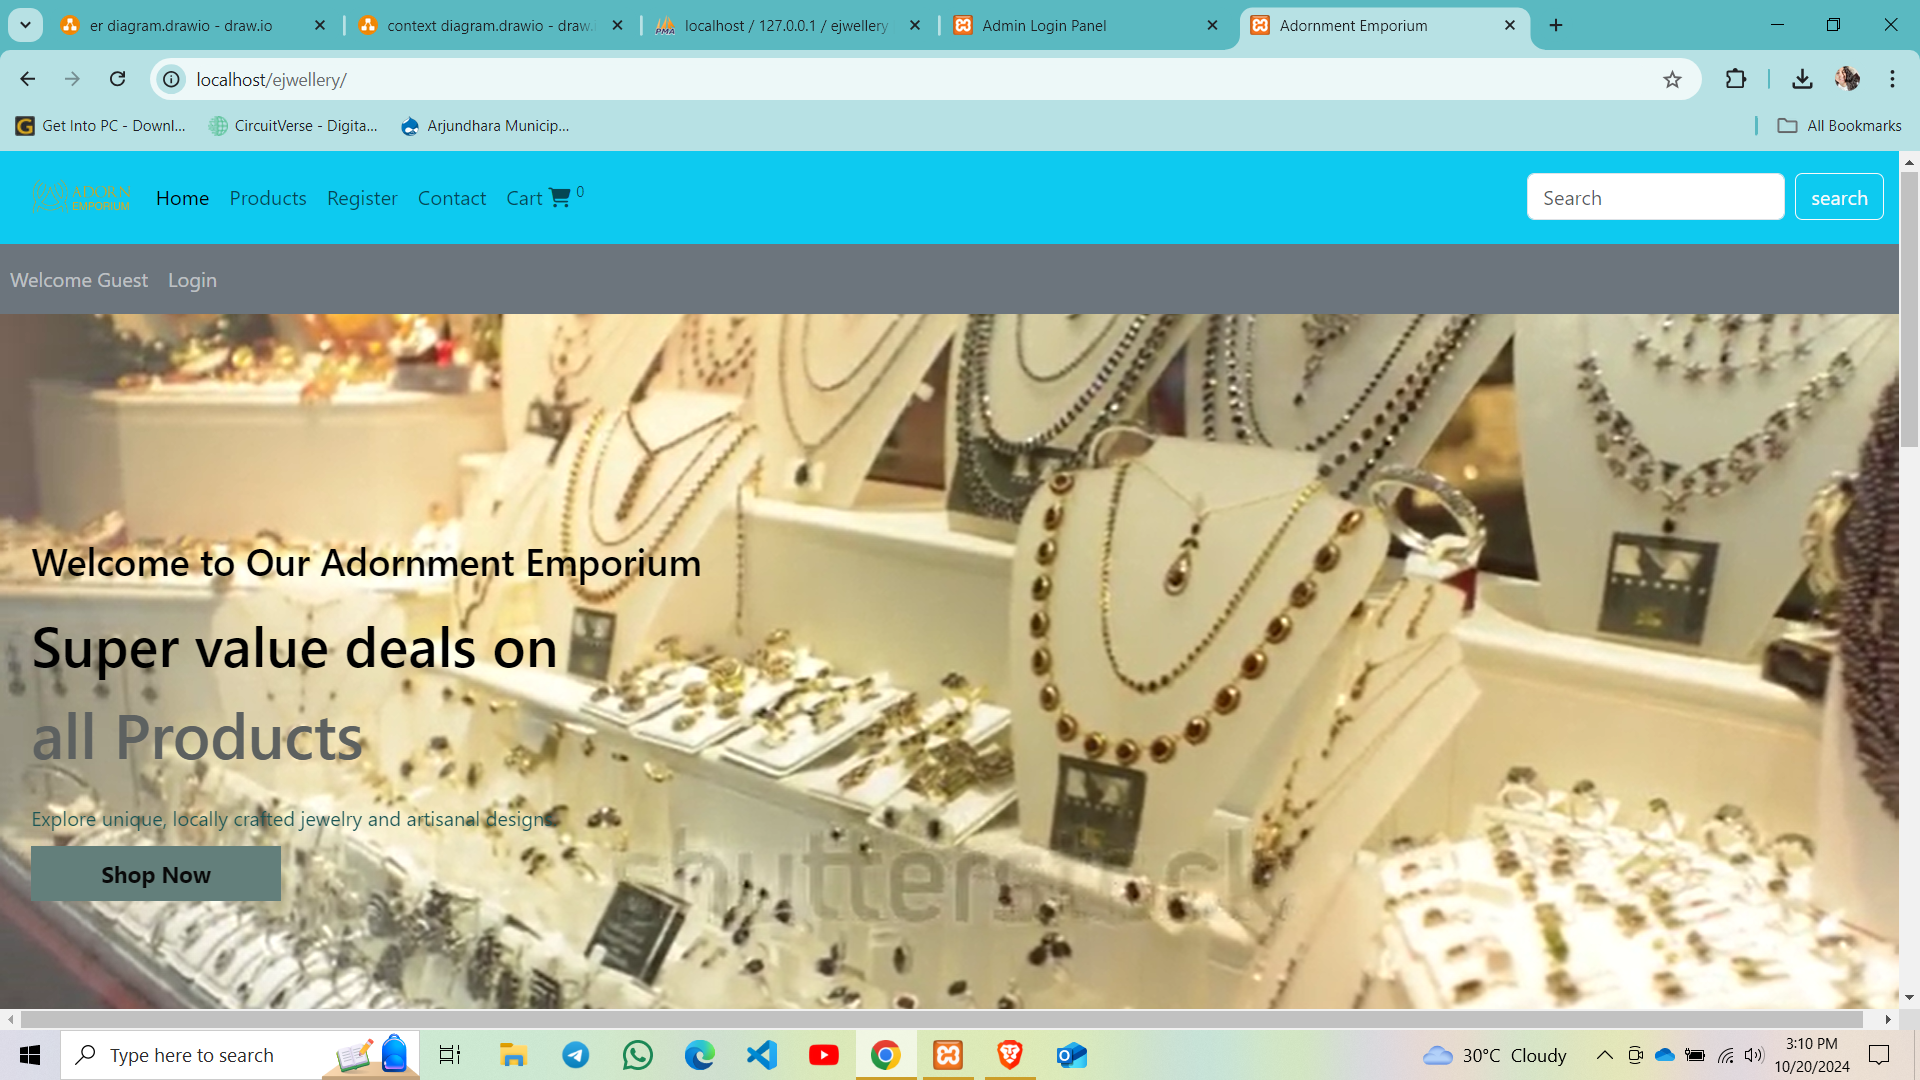 er diagram.drawio - draw.io
context diagram.drawio - draw.i
localhost / 127.0.0.1 / ejwellery
Admin Login Panel
Adornment Emporium
localhost/ejwellery/
Get Into PC - Downl...
CircuitVerse - Digita...
Arjundhara Municip...
All Bookmarks
ADORN
EMPORIUM
Home
Products
Register
Contact
Cart 0
Search
search
Welcome Guest
Login
Welcome to Our Adornment Emporium
Super value deals on
all Products
Explore unique, locally crafted jewelry and artisanal designs.
Shop Now
shutterstock
Type here to search
30°C Cloudy
3:10 PM
10/20/2024